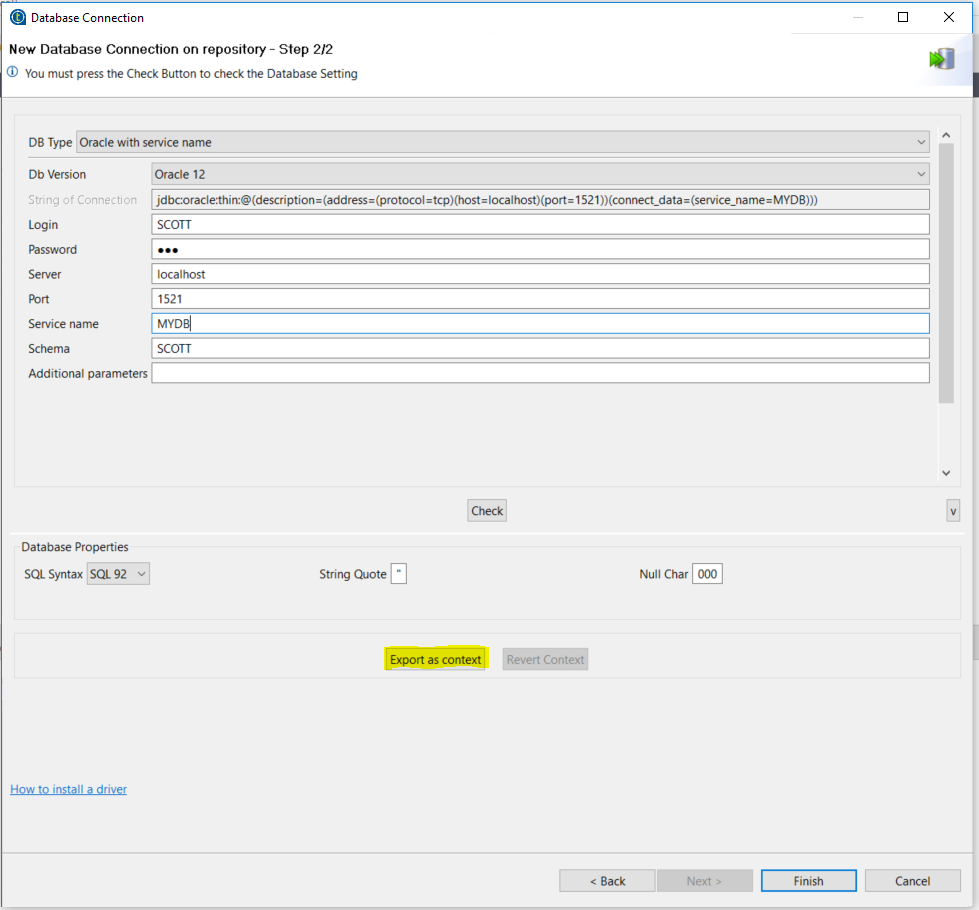 Database Connection
New Database Connection on repository - Step 2/2
You must press the Check Button to check the Database Setting
DB Type Oracle with service name
Db Version Oracle 12
String of Connection jdbc:oracle:thin:@(description=(address=(protocol=tcp)(host=localhost)(port=1521))(connect_data=(service_name=MYDB)))
Login SCOTT
Password •••
Server localhost
Port 1521
Service name MYDB
Schema SCOTT
Additional parameters
Check v
Database Properties
SQL Syntax SQL 92 String Quote " Null Char 000
Export as context Revert Context
How to install a driver
< Back Next > Finish Cancel